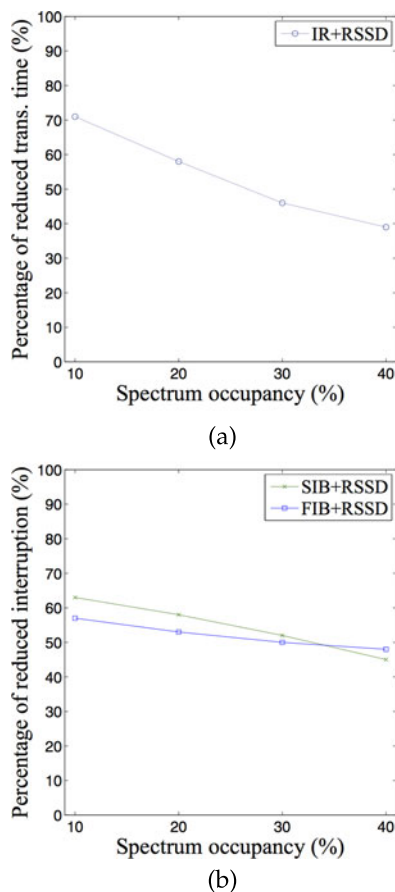 100
90
80
70
60
50
40
30
20
10
0
Percentage of reduced trans. time (%)
IR+RSSD
10 20 30 40
Spectrum occupancy (%)
(a)
100
90
80
70
60
50
40
30
20
10
0
Percentage of reduced interruption (%)
SIB+RSSD
FIB+RSSD
10 20 30 40
Spectrum occupancy (%)
(b)